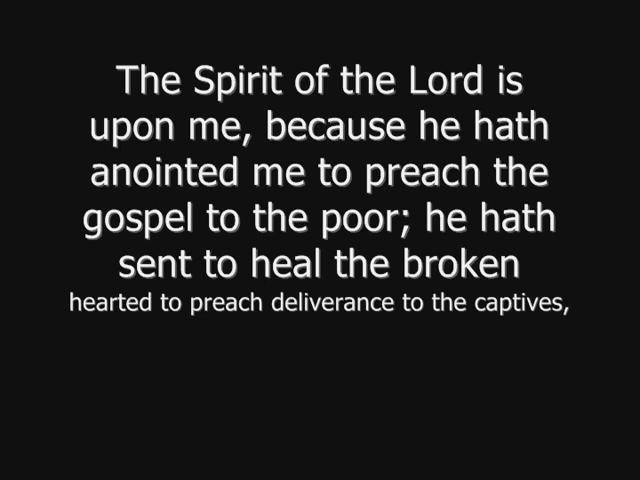 The Spirit of the Lord is
upon me, because he hath
anointed me to preach the
gospel to the poor; he hath
sent to heal the broken
hearted to preach deliverance to the captives,